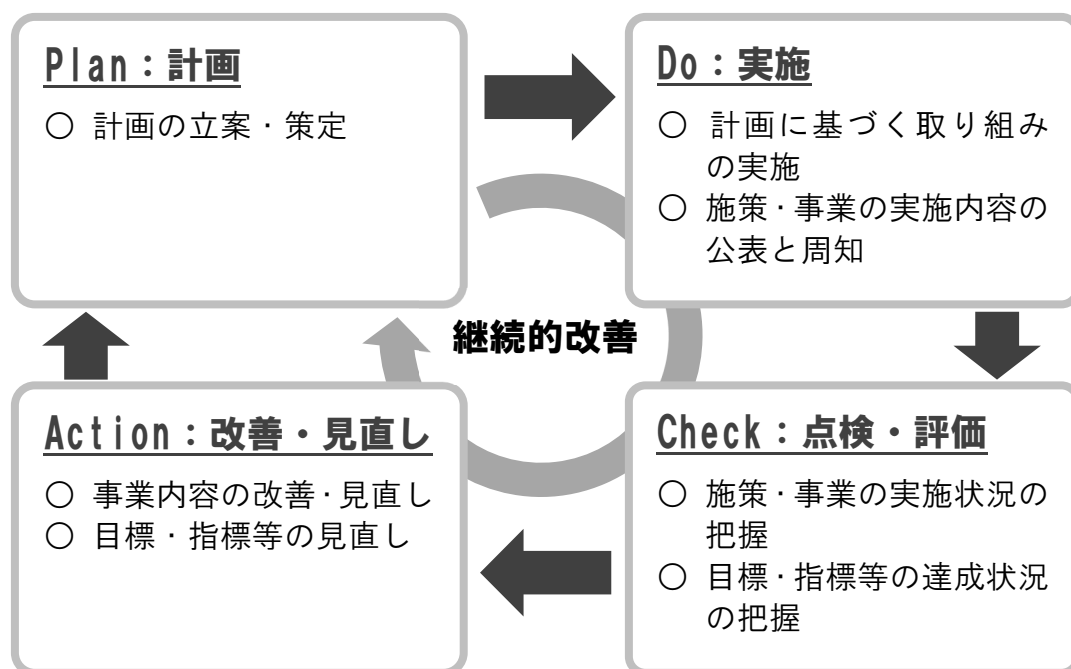 Plan：計画
○ 計画の立案・策定
Do：実施
○ 計画に基づく取り組み
の実施
○ 施策・事業の実施内容の
公表と周知
継続的改善
Action：改善・見直し
○ 事業内容の改善・見直し
○ 目標・指標等の見直し
Check：点検・評価
○ 施策・事業の実施状況の
把握
○ 目標・指標等の達成状況
の把握